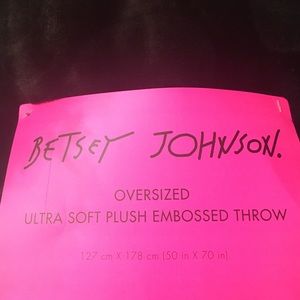 BETSEY JOHNSON.
OVERSIZED
ULTRA SOFT PLUSH EMBOSSED THROW
127 cm X 178 cm (50 in X 70 in)